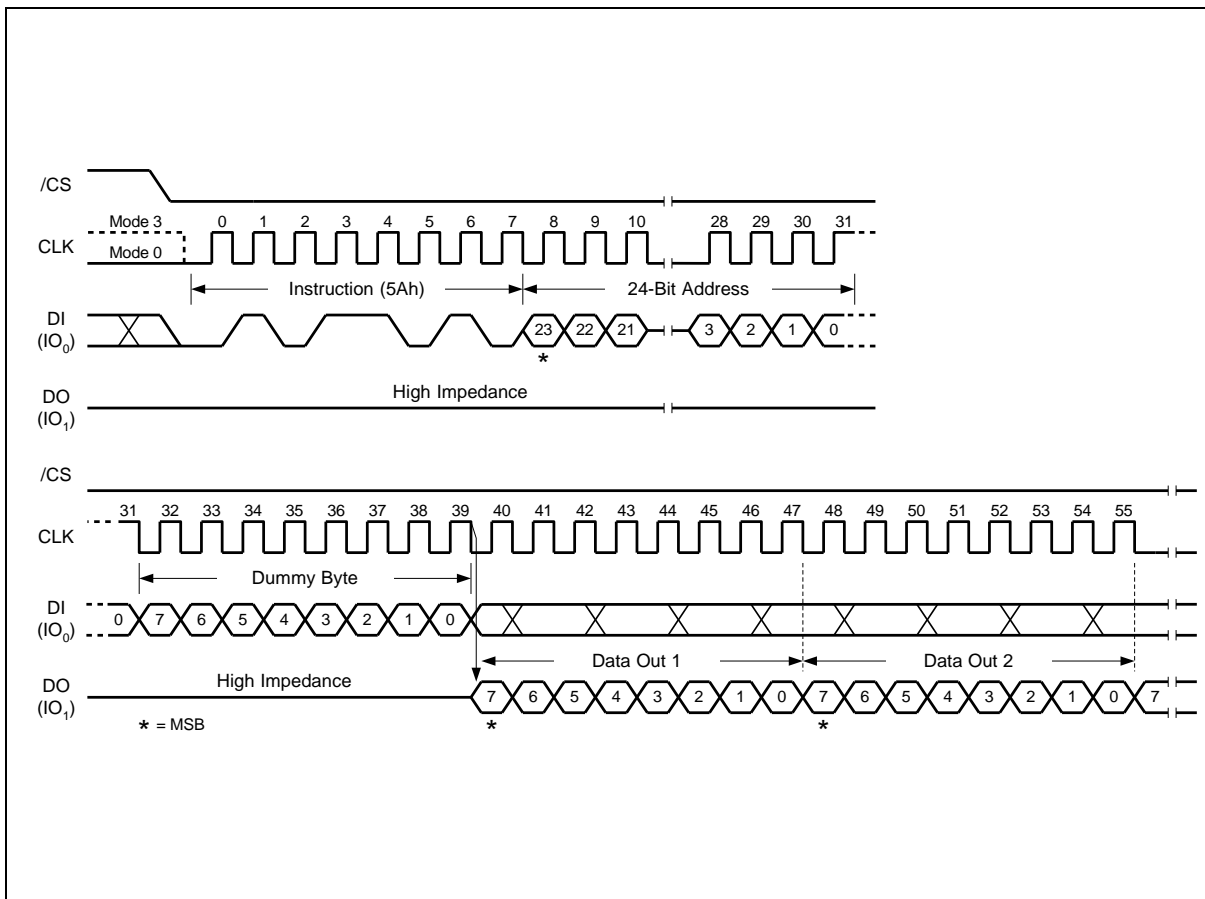 /CS
Mode 3 0 1 2 3 4 5 6 7 8 9 10 28 29 30 31
CLK
Mode 0
Instruction (5Ah) 24-Bit Address
DI
(IO0) 23 22 21 3 2 1 0
*
DO High Impedance
(IO1)
/CS
31 32 33 34 35 36 37 38 39 40 41 42 43 44 45 46 47 48 49 50 51 52 53 54 55
CLK
Dummy Byte
DI
(IO0) 0 7 6 5 4 3 2 1 0
Data Out 1 Data Out 2
DO High Impedance
(IO1) 7 6 5 4 3 2 1 0 7 6 5 4 3 2 1 0 7
* = MSB * *